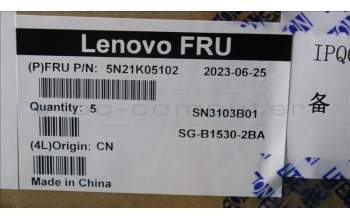 Lenovo FRU
(P)FRU P/N: 5N21K05102 2023-06-25
Quantity: 5 SN3103B01
SG-B1530-2BA
(4L)Origin: CN
Made in China
IPQC
备